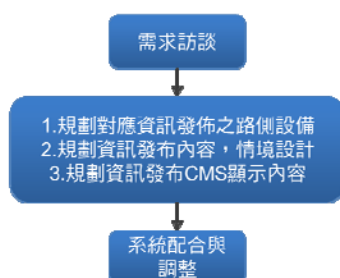 需求訪談
1.規劃對應資訊發佈之路側設備
2.規劃資訊發布內容，情境設計
3.規劃資訊發布CMS顯示內容
系統配合與
調整